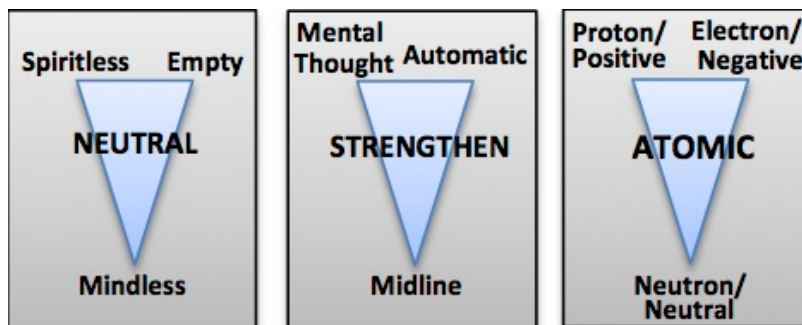 Spiritless Empty
NEUTRAL
Mindless
Mental
Thought Automatic
STRENGTHEN
Midline
Proton/ Electron/
Positive Negative
ATOMIC
Neutron/
Neutral